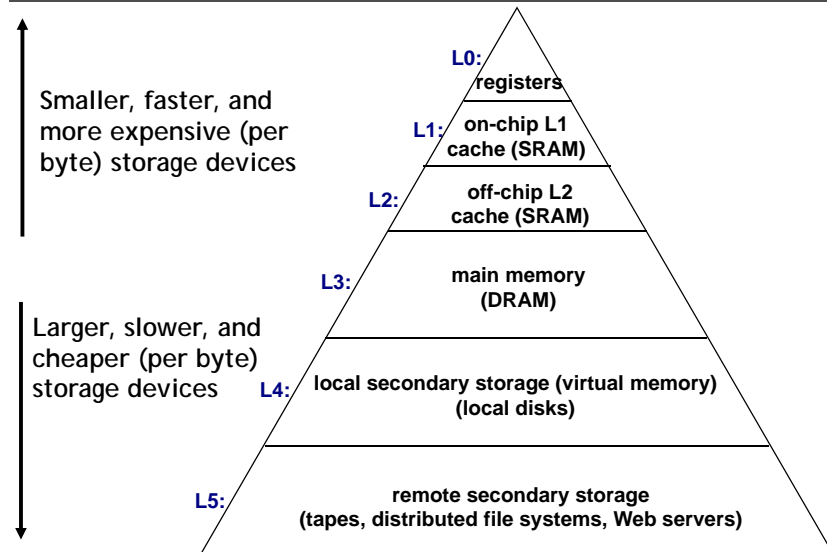 Smaller, faster, and
more expensive (per
byte) storage devices
Larger, slower, and
cheaper (per byte)
storage devices
L0:
registers
L1:
on-chip L1
cache (SRAM)
L2:
off-chip L2
cache (SRAM)
L3:
main memory
(DRAM)
L4:
local secondary storage (virtual memory)
(local disks)
L5:
remote secondary storage
(tapes, distributed file systems, Web servers)